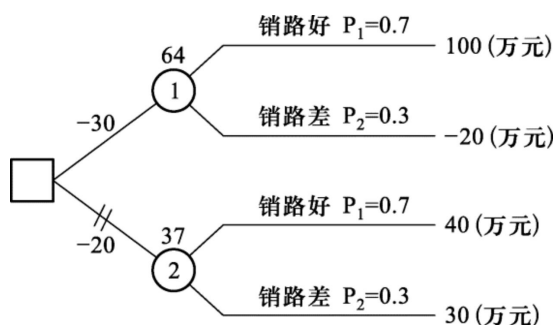 销路好 P₁=0.7
100 (万元)
64
1
-30
销路差 P₂=0.3
-20 (万元)
销路好 P₁=0.7
40 (万元)
37
2
-20
销路差 P₂=0.3
30 (万元)